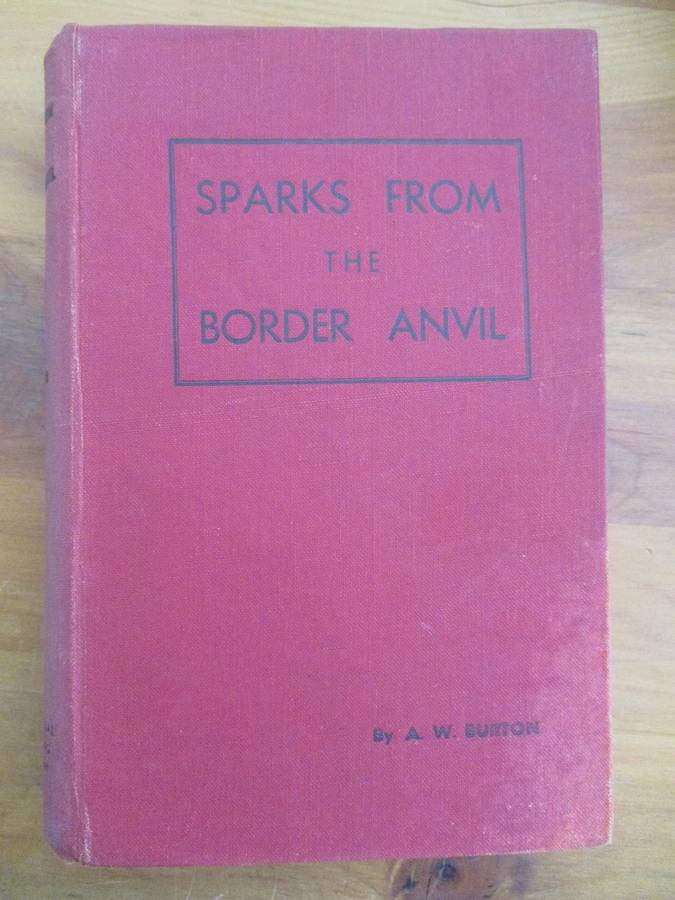 SPARKS FROM
THE
BORDER ANVIL
By A. W. BURTON